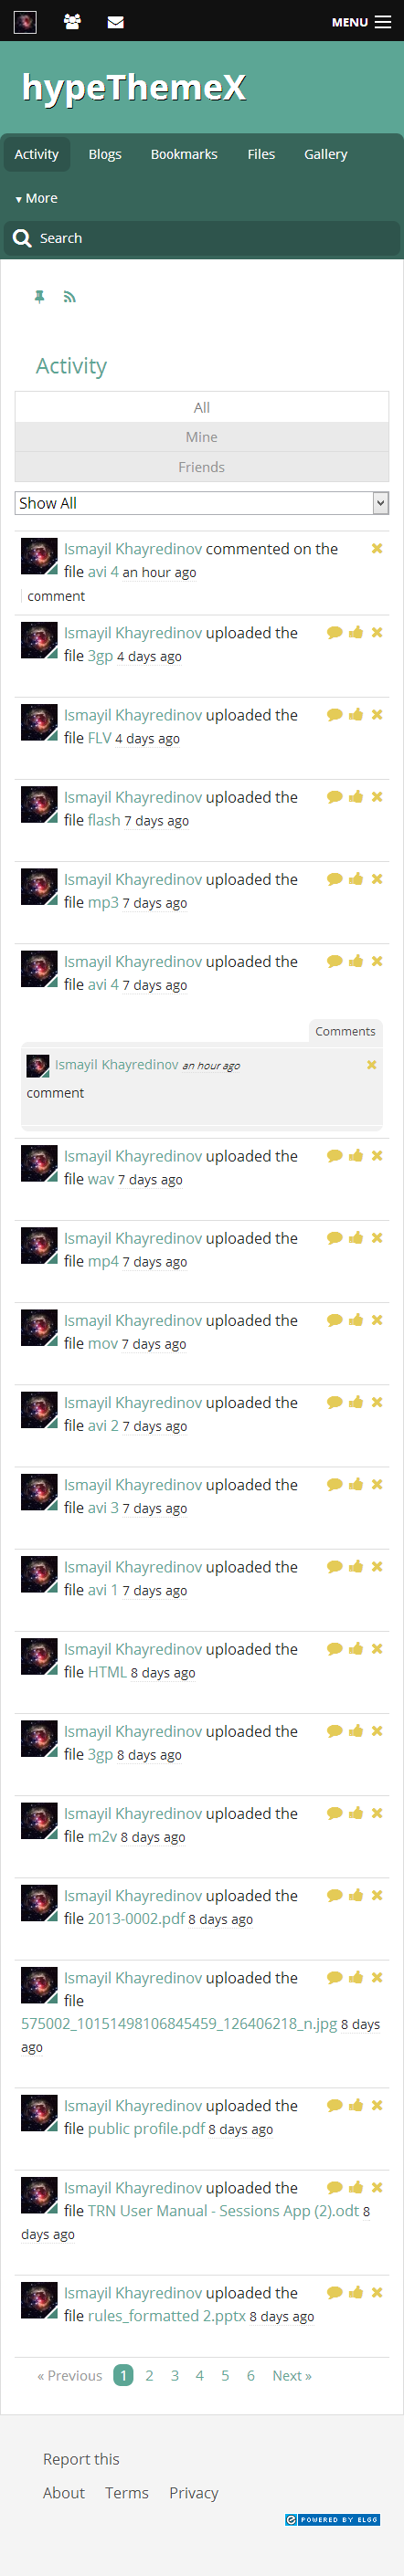 MENU
hypeThemeX
Activity Blogs Bookmarks Files Gallery
▾ More
Search
Activity
All
Mine
Friends
Show All
Ismayil Khayredinov commented on the
file avi 4 an hour ago
comment
Ismayil Khayredinov uploaded the
file 3gp 4 days ago
Ismayil Khayredinov uploaded the
file FLV 4 days ago
Ismayil Khayredinov uploaded the
file flash 7 days ago
Ismayil Khayredinov uploaded the
file mp3 7 days ago
Ismayil Khayredinov uploaded the
file avi 4 7 days ago
Comments
Ismayil Khayredinov an hour ago
comment
Ismayil Khayredinov uploaded the
file wav 7 days ago
Ismayil Khayredinov uploaded the
file mp4 7 days ago
Ismayil Khayredinov uploaded the
file mov 7 days ago
Ismayil Khayredinov uploaded the
file avi 2 7 days ago
Ismayil Khayredinov uploaded the
file avi 3 7 days ago
Ismayil Khayredinov uploaded the
file avi 1 7 days ago
Ismayil Khayredinov uploaded the
file HTML 8 days ago
Ismayil Khayredinov uploaded the
file 3gp 8 days ago
Ismayil Khayredinov uploaded the
file m2v 8 days ago
Ismayil Khayredinov uploaded the
file 2013-0002.pdf 8 days ago
Ismayil Khayredinov uploaded the
file
575002_10151498106845459_126406218_n.jpg 8 days
ago
Ismayil Khayredinov uploaded the
file public profile.pdf 8 days ago
Ismayil Khayredinov uploaded the
file TRN User Manual - Sessions App (2).odt 8
days ago
Ismayil Khayredinov uploaded the
file rules_formatted 2.pptx 8 days ago
« Previous 1 2 3 4 5 6 Next »
Report this
About Terms Privacy
POWERED BY ELGG